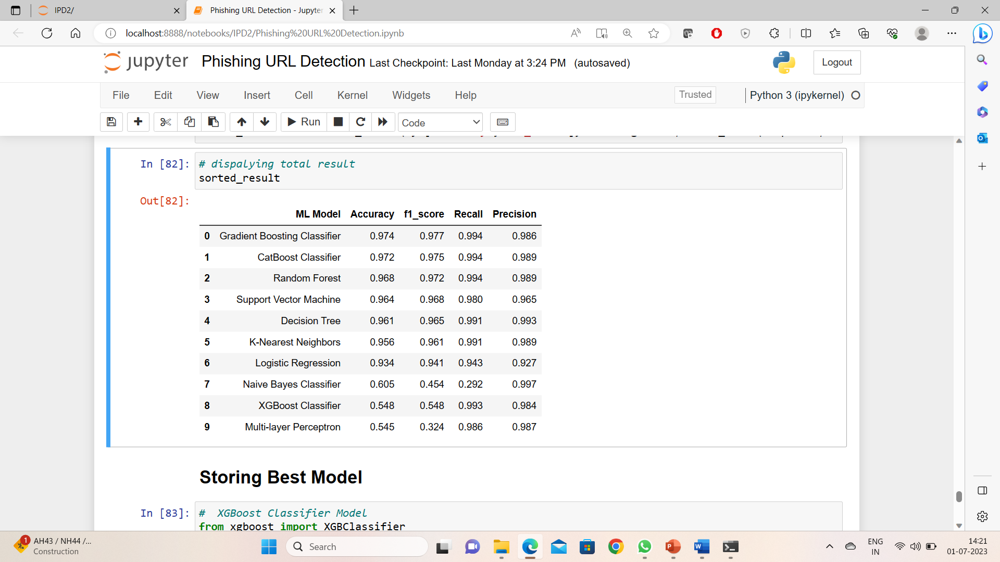 IPD2/
Phishing URL Detection - Jupyter
localhost:8888/notebooks/IPD2/Phishing%20URL%20Detection.ipynb
jupyter Phishing URL Detection Last Checkpoint: Last Monday at 3:24 PM (autosaved)
Logout
File Edit View Insert Cell Kernel Widgets Help
Trusted
Python 3 (ipykernel)
Run
Code
In [82]: # dispalying total result
sorted_result
Out[82]:
ML Model Accuracy f1_score Recall Precision
0 Gradient Boosting Classifier 0.974 0.977 0.994 0.986
1 CatBoost Classifier 0.972 0.975 0.994 0.989
2 Random Forest 0.968 0.972 0.994 0.989
3 Support Vector Machine 0.964 0.968 0.980 0.965
4 Decision Tree 0.961 0.965 0.991 0.993
5 K-Nearest Neighbors 0.956 0.961 0.991 0.989
6 Logistic Regression 0.934 0.941 0.943 0.927
7 Naive Bayes Classifier 0.605 0.454 0.292 0.997
8 XGBoost Classifier 0.548 0.548 0.993 0.984
9 Multi-layer Perceptron 0.545 0.324 0.986 0.987
Storing Best Model
In [83]: # XGBoost Classifier Model
from xgboost import XGBClassifier
1
AH43 / NH44 /...
Construction
Search
ENG
IN
14:21
01-07-2023